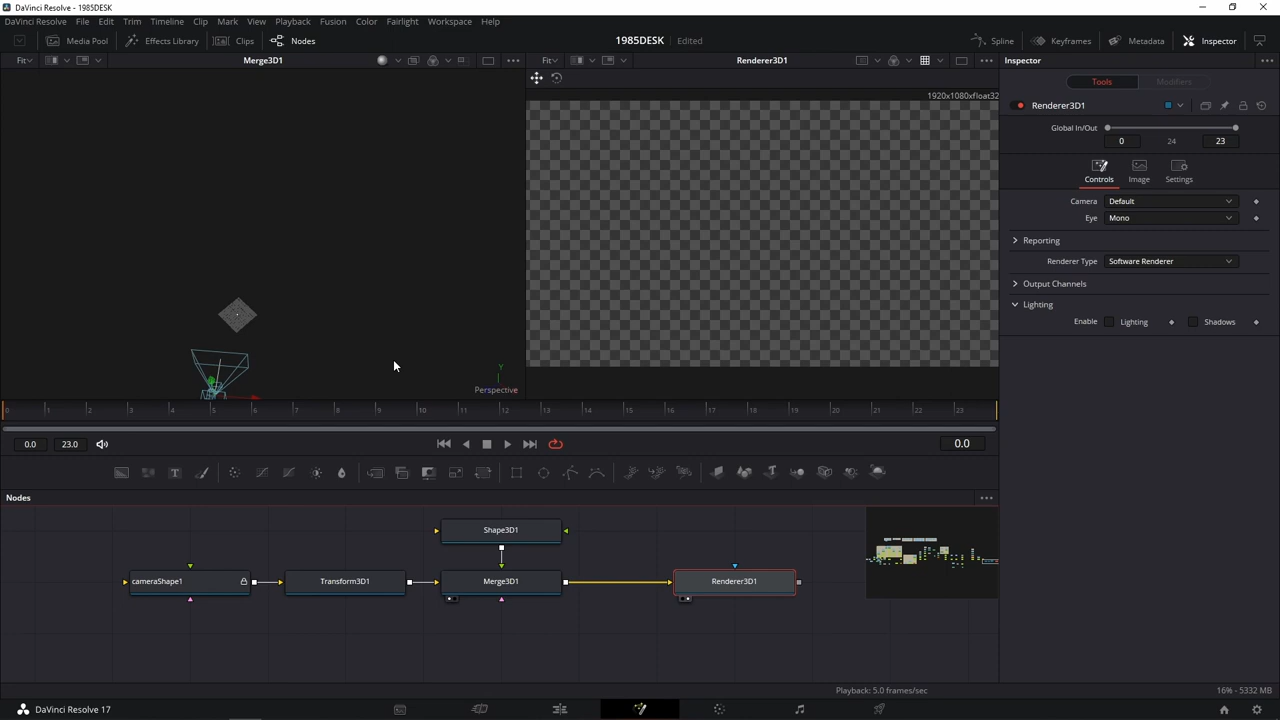 DaVinci Resolve - 1985DESK
DaVinci Resolve File Edit Trim Timeline Clip Mark View Playback Fusion Color Fairlight Workspace Help
Media Pool Effects Library Clips Nodes 1985DESK Edited Spline Keyframes Metadata Inspector
Fit Merge3D1 Fit Renderer3D1 Inspector
Tools Modifiers
1920x1080xfloat32
Renderer3D1
Global In/Out
0 24 23
Controls Image Settings
Camera Default
Eye Mono
Reporting
Renderer Type Software Renderer
Output Channels
Lighting
Enable Lighting Shadows
Y
Perspective
0 1 2 3 4 5 6 7 8 9 10 11 12 13 14 15 16 17 18 19 20 21 22 23
0.0 23.0 0.0
Nodes
Shape3D1
cameraShape1 Transform3D1 Merge3D1 Renderer3D1
Playback: 5.0 frames/sec 16% - 5332 MB
DaVinci Resolve 17